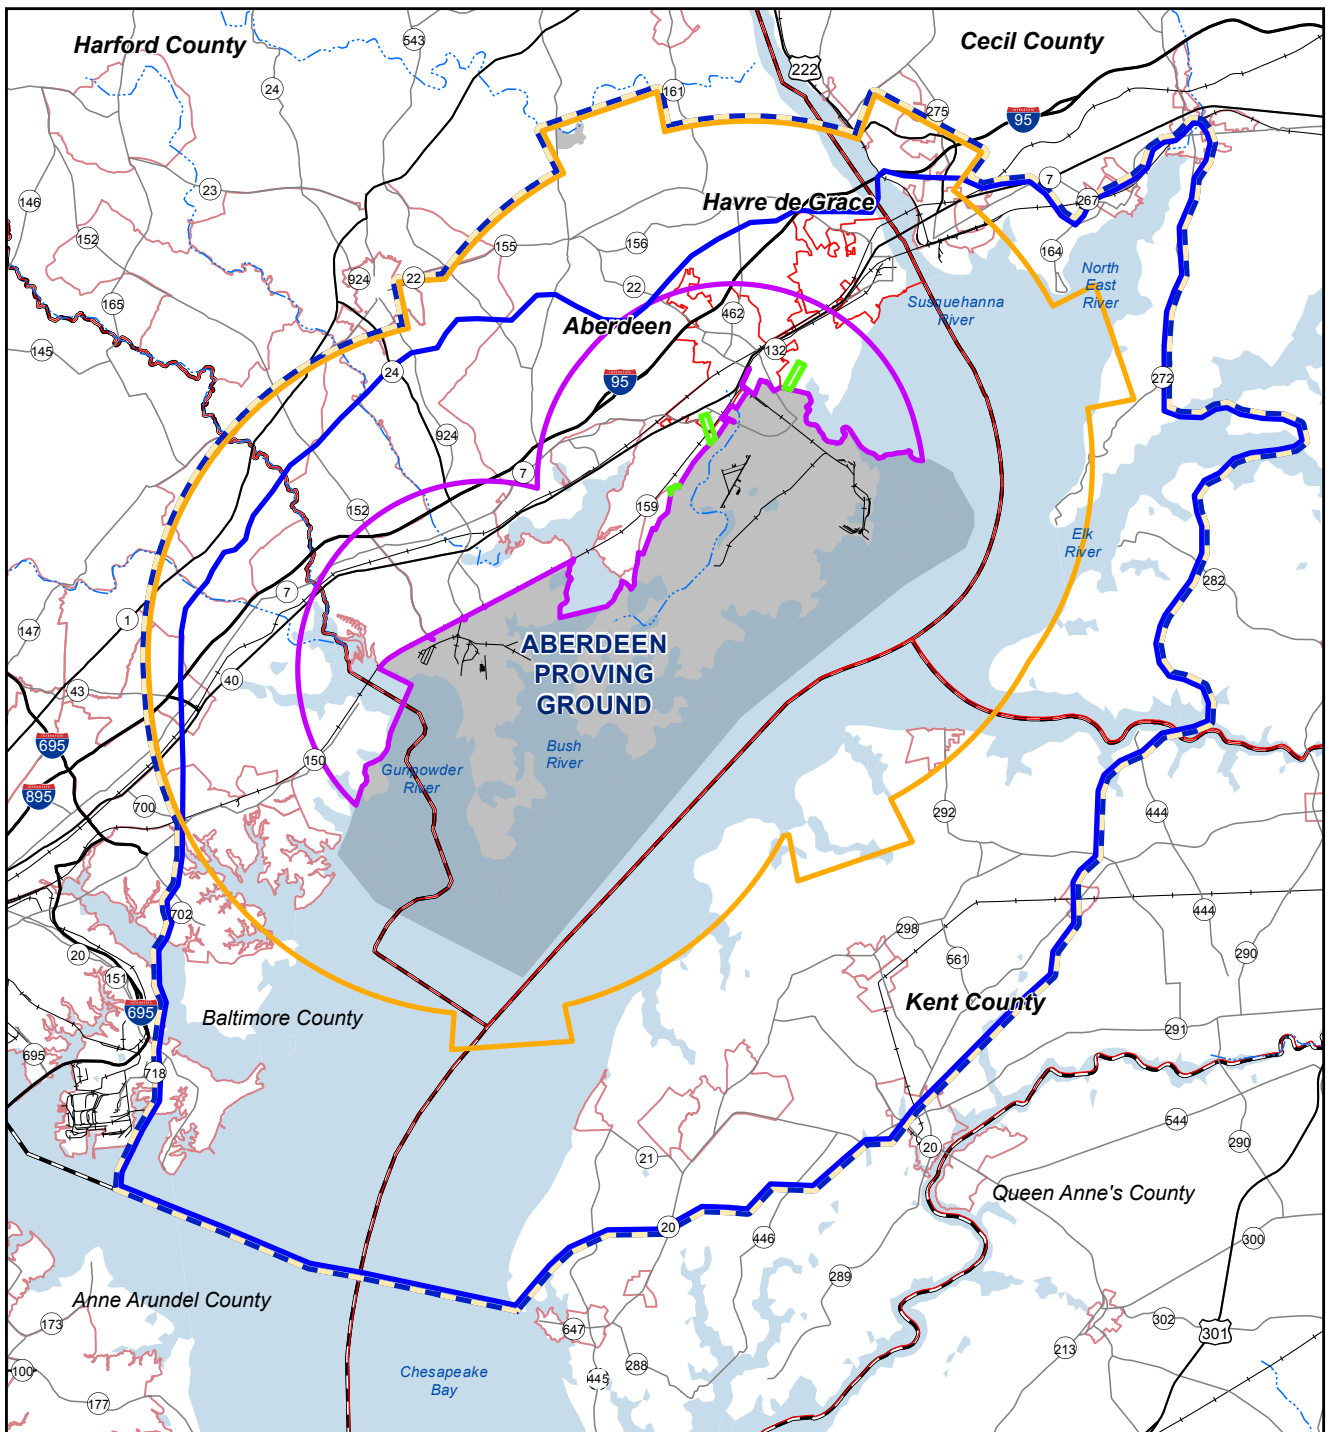 Harford County
543
Cecil County
222
24
161
275
INTERSTATE
95
23
7
146
267
Havre de Grace
152
155
156
164
924
22
22
North
East
River
165
Susquehanna
River
462
Aberdeen
145
132
24
INTERSTATE
95
272
924
7
152
159
Elk
River
282
7
1
147
ABERDEEN
PROVING
GROUND
40
43
INTERSTATE
695
Bush
River
150
Gunpowder
River
INTERSTATE
895
700
292
444
702
298
444
20
561
290
151
INTERSTATE
695
Kent County
Baltimore County
291
695
718
544
290
20
21
Queen Anne's County
20
446
300
289
Anne Arundel County
302
173
647
301
213
288
100
Chesapeake
Bay
445
177